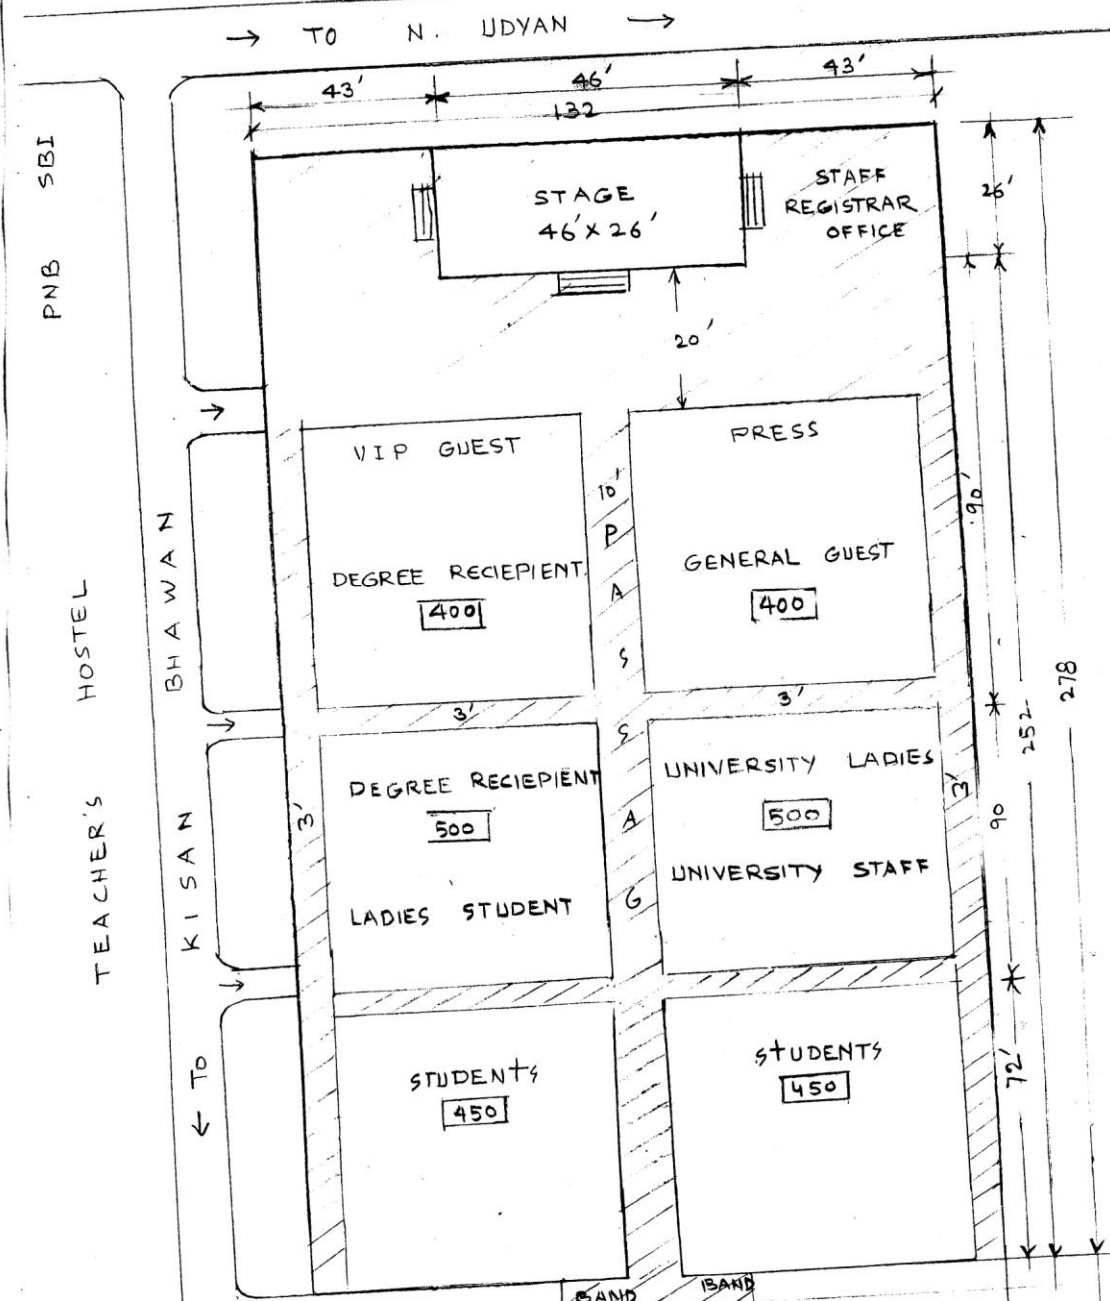 → TO N. UDYAN →
43' 46' 43'
132
PNB SBI
STAGE
46' X 26'
STAFF
REGISTRAR
OFFICE
26'
20'
VIP GUEST
PRESS
10'
PASSAG
DEGREE RECIEPIENT
400
GENERAL GUEST
400
90'
3'
3'
DEGREE RECIEPIENT
500
LADIES STUDENT
UNIVERSITY LADIES
500
UNIVERSITY STAFF
3'
3'
90
252
278
TEACHER'S HOSTEL
← TO KISAN BHAWAN
STUDENTS
450
STUDENTS
450
72'
BAND
BAND